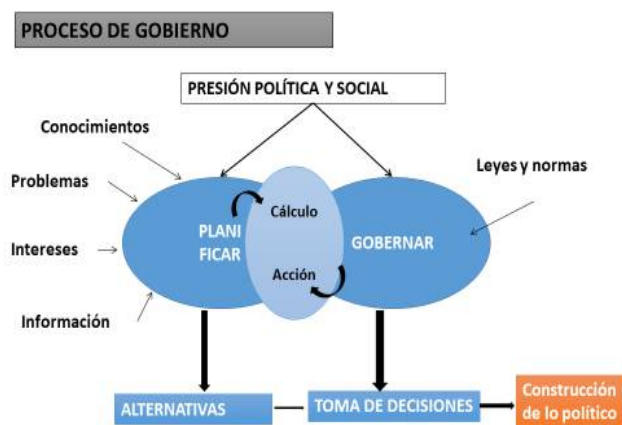 PROCESO DE GOBIERNO
PRESIÓN POLÍTICA Y SOCIAL
Conocimientos
Problemas
Intereses
Información
Leyes y normas
PLANI
FICAR
Cálculo
Acción
GOBERNAR
ALTERNATIVAS
TOMA DE DECISIONES
Construcción
de lo político